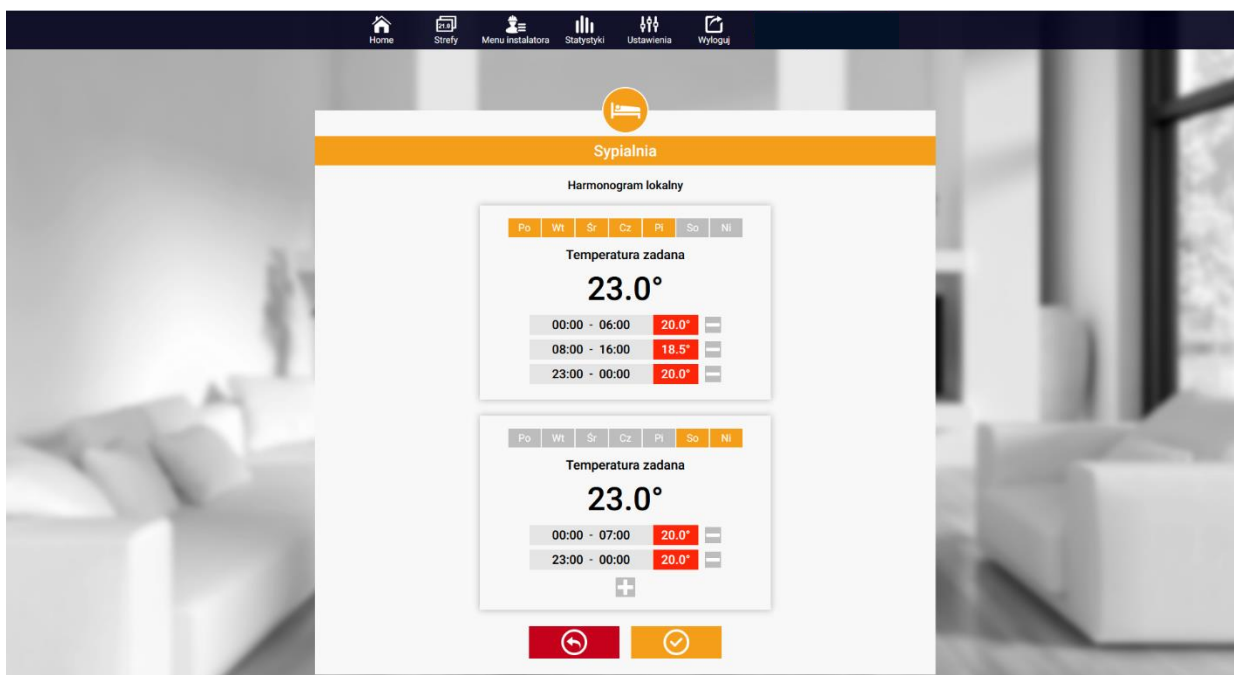 21.0
Home Strefy Menu instalatora Statystyki Ustawienia Wyloguj
Sypialnia
Harmonogram lokalny
Po Wt Śr Cz Pi So Ni
Temperatura zadana
23.0°
00:00 - 06:00 20.0°
08:00 - 16:00 18.5°
23:00 - 00:00 20.0°
Po Wt Śr Cz Pi So Ni
Temperatura zadana
23.0°
00:00 - 07:00 20.0°
23:00 - 00:00 20.0°